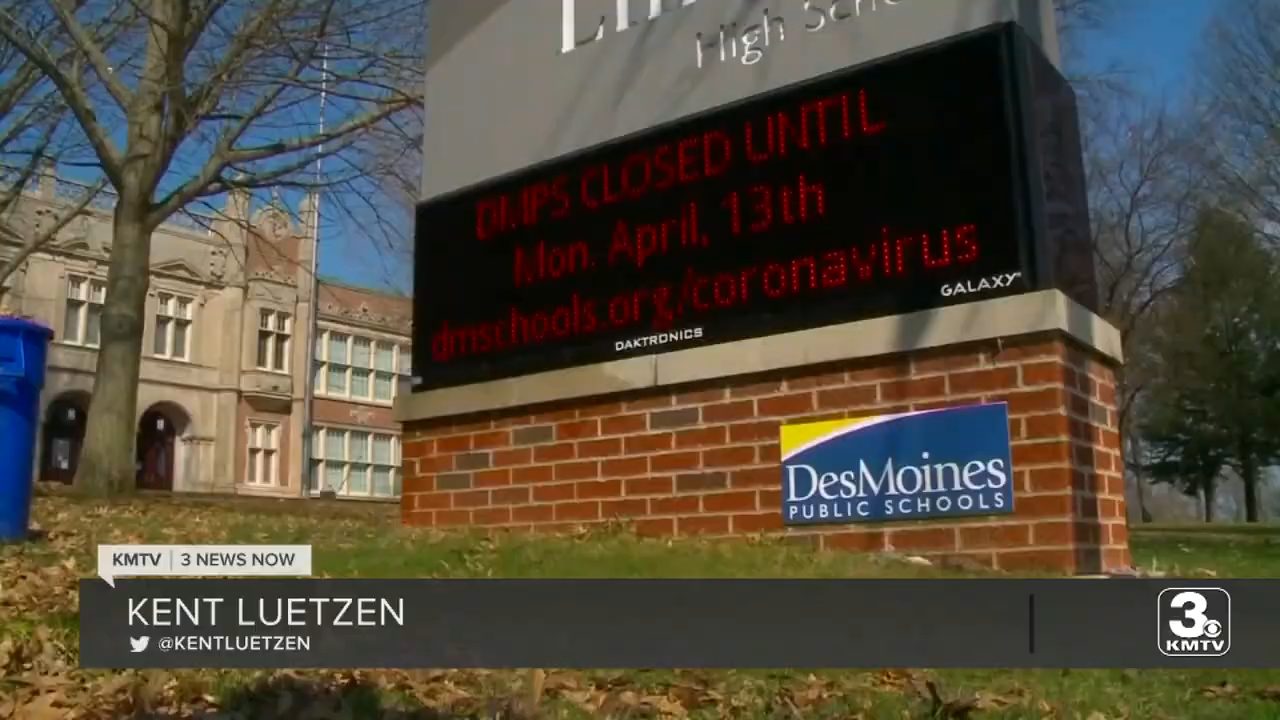 High
DMPS CLOSED UNTIL
Mon. April, 13th
dmschools.org/coronavirus
GALAXY
DAKTRONICS
DesMoines
PUBLIC SCHOOLS
KMTV | 3 NEWS NOW
KENT LUETZEN
@KENTLUETZEN
3
KMTV